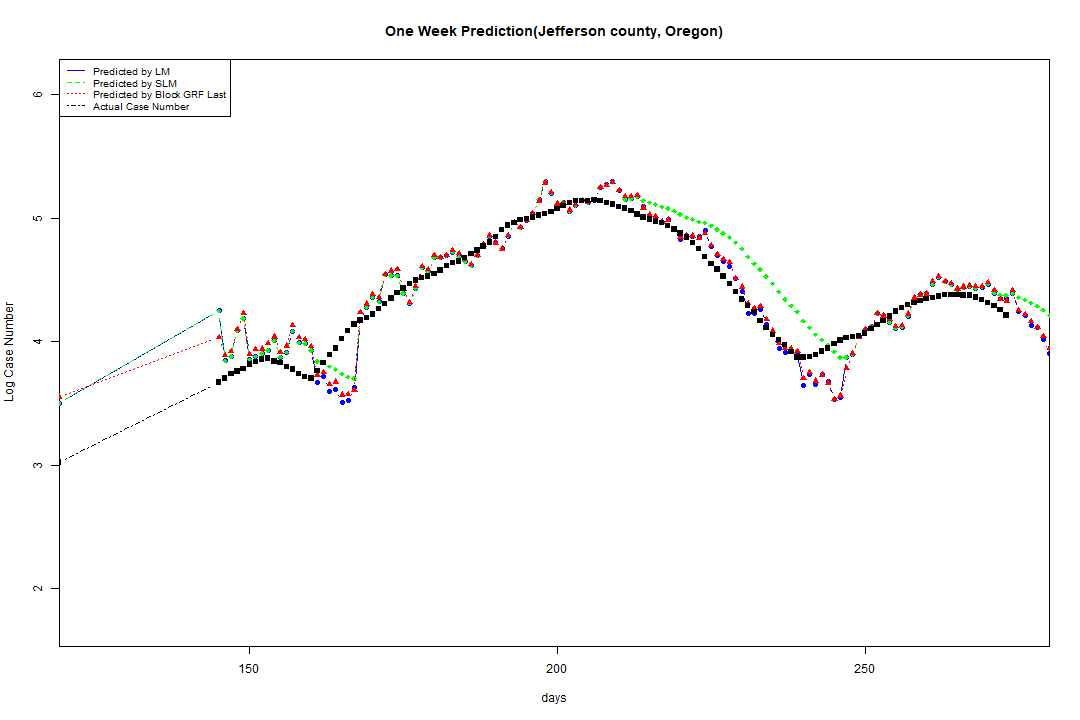 One Week Prediction(Jefferson county, Oregon)
Predicted by LM
Predicted by SLM
Predicted by Block GRF Last
Actual Case Number
6
5
4
3
2
Log Case Number
150
200
250
days